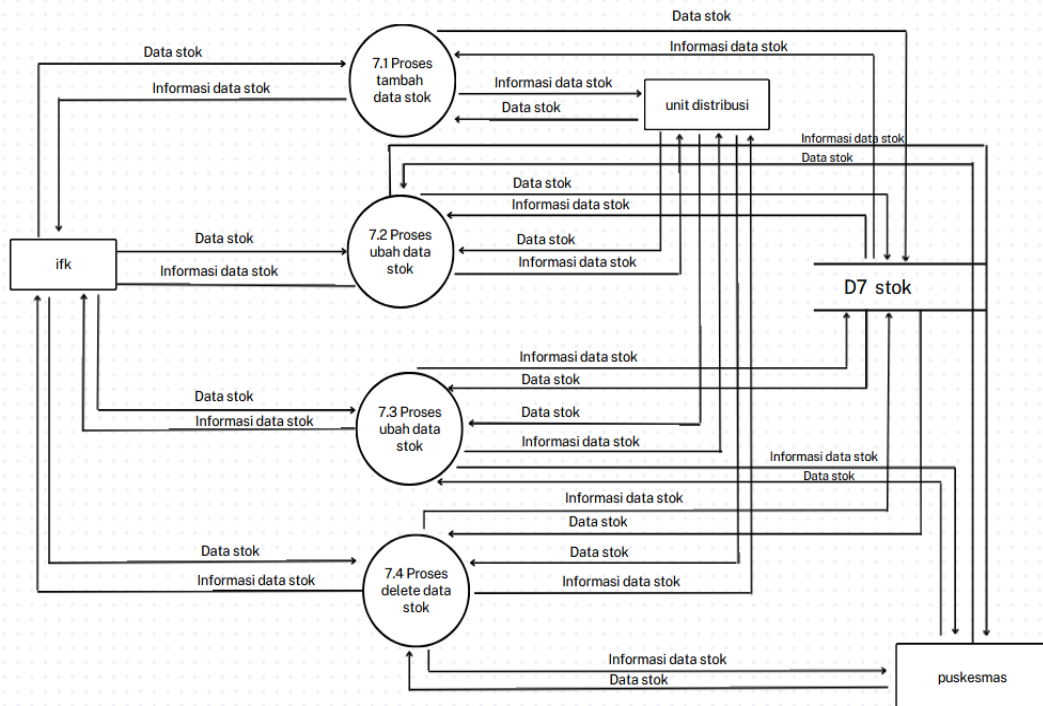 Data stok
Informasi data stok
Data stok
Informasi data stok
7.1 Proses
tambah
data stok
Informasi data stok
Data stok
unit distribusi
Informasi data stok
Data stok
Data stok
Informasi data stok
7.2 Proses
ubah data
stok
Data stok
Informasi data stok
Data stok
Informasi data stok
ifk
D7 stok
Informasi data stok
Data stok
7.3 Proses
ubah data
stok
Data stok
Informasi data stok
Data stok
Informasi data stok
Informasi data stok
Data stok
Informasi data stok
Data stok
7.4 Proses
delete data
stok
Data stok
Informasi data stok
Data stok
Informasi data stok
Informasi data stok
Data stok
puskesmas